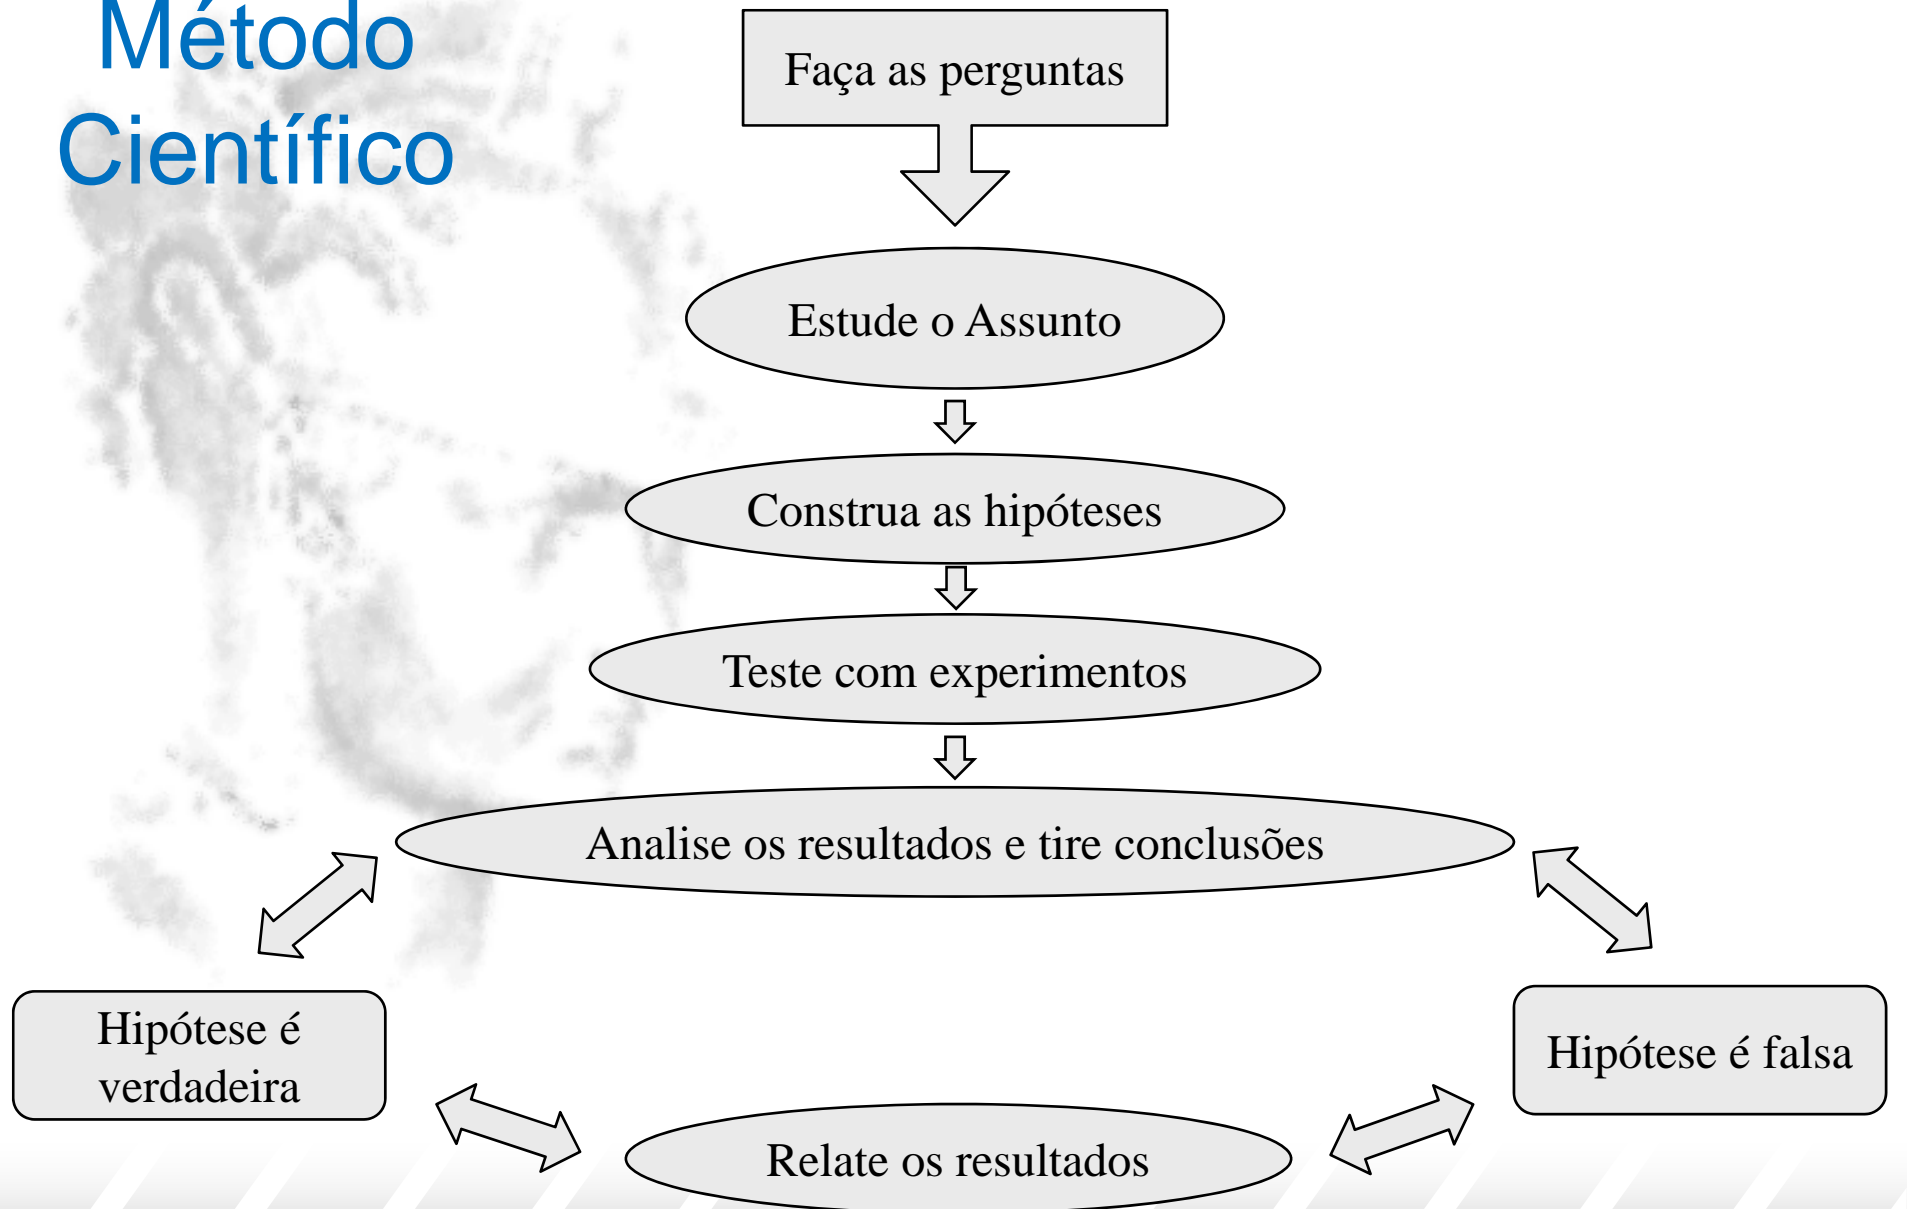 Método
Científico
Faça as perguntas
Estude o Assunto
Construa as hipóteses
Teste com experimentos
Analise os resultados e tire conclusões
Hipótese é
verdadeira
Hipótese é falsa
Relate os resultados